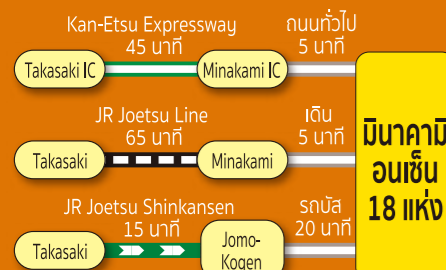 Kan-Etsu Expressway
45 นาที
ถนนทั่วไป
5 นาที
Takasaki IC
Minakami IC
JR Joetsu Line
65 นาที
เดิน
5 นาที
Takasaki
Minakami
มินาคามิ
อนเซ็น
18 แห่ง
JR Joetsu Shinkansen
15 นาที
รถบัส
20 นาที
Takasaki
Jomo-
Kogen